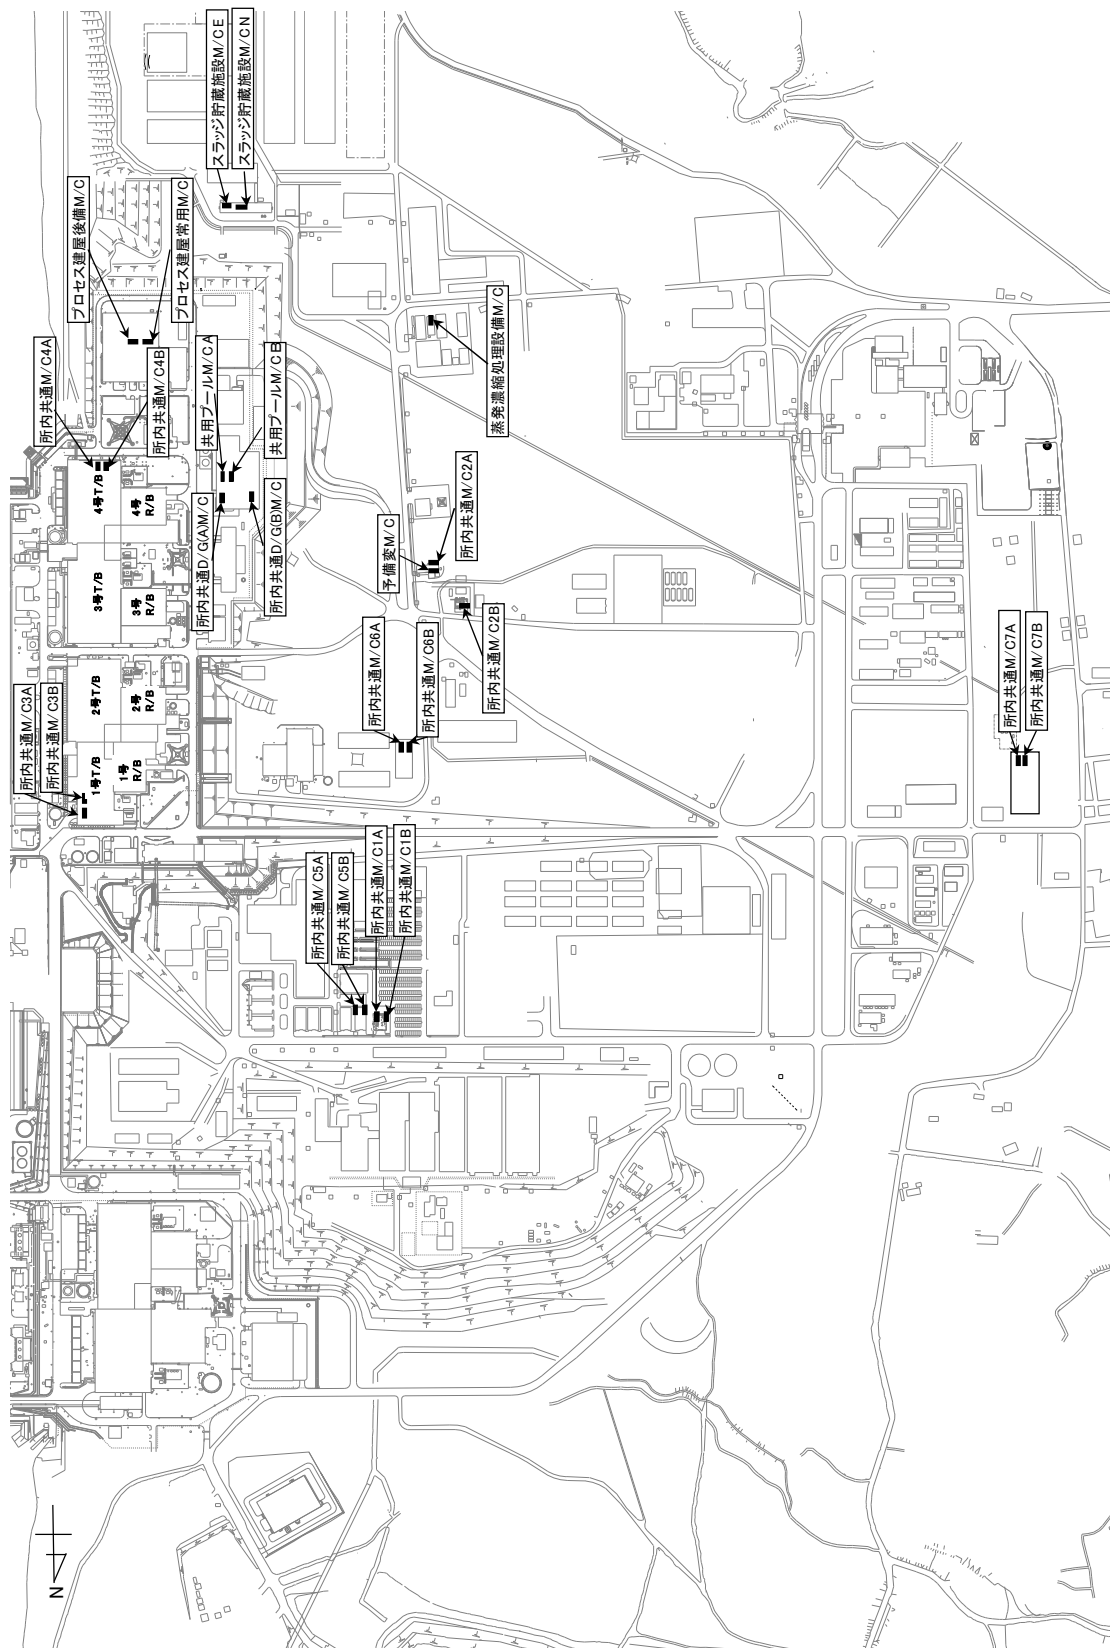 スラッジ貯蔵施設M/CE
スラッジ貯蔵施設M/CN
プロセス建屋後備M/C
プロセス建屋常用M/C
所内共通M/C4A
所内共通M/C4B
共用プールM/CA
共用プールM/CB
蒸発濃縮処理設備M/C
4号T/B
4号
R/B
所内共通D/G(A)M/C
所内共通D/G(B)M/C
所内共通M/C2A
予備変M/C
所内共通M/C2B
3号T/B
3号
R/B
所内共通M/C6A
所内共通M/C6B
所内共通M/C7A
所内共通M/C7B
2号T/B
2号
R/B
所内共通M/C3A
所内共通M/C3B
1号T/B
1号
R/B
所内共通M/C5A
所内共通M/C5B
所内共通M/C1A
所内共通M/C1B
N